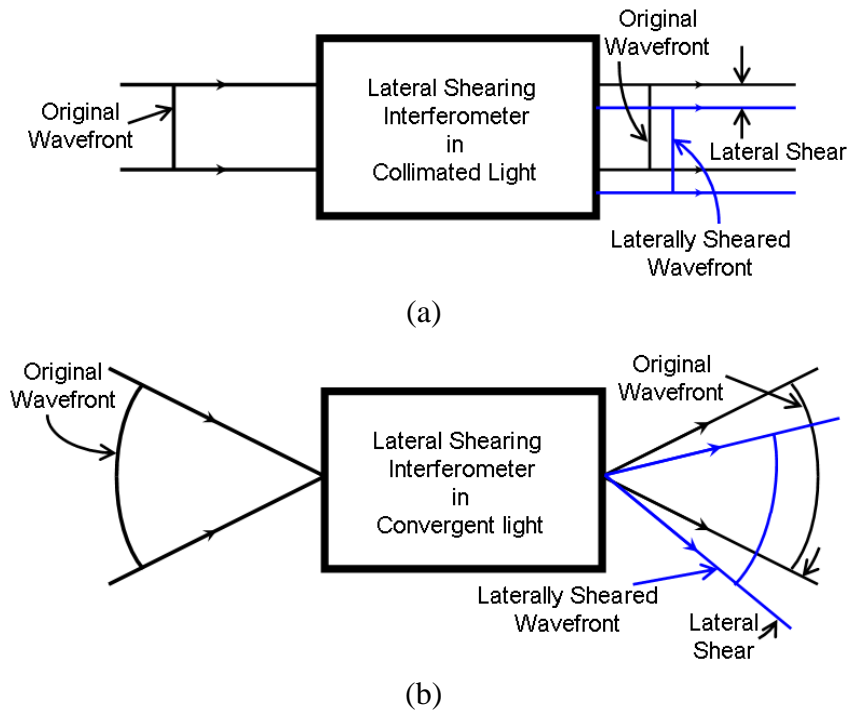 Original
Wavefront
Original
Wavefront
Lateral Shearing
Interferometer
in
Collimated Light
Lateral Shear
Laterally Sheared
Wavefront
(a)
Original
Wavefront
Original
Wavefront
Lateral Shearing
Interferometer
in
Convergent light
Laterally Sheared
Wavefront
Lateral
Shear
(b)